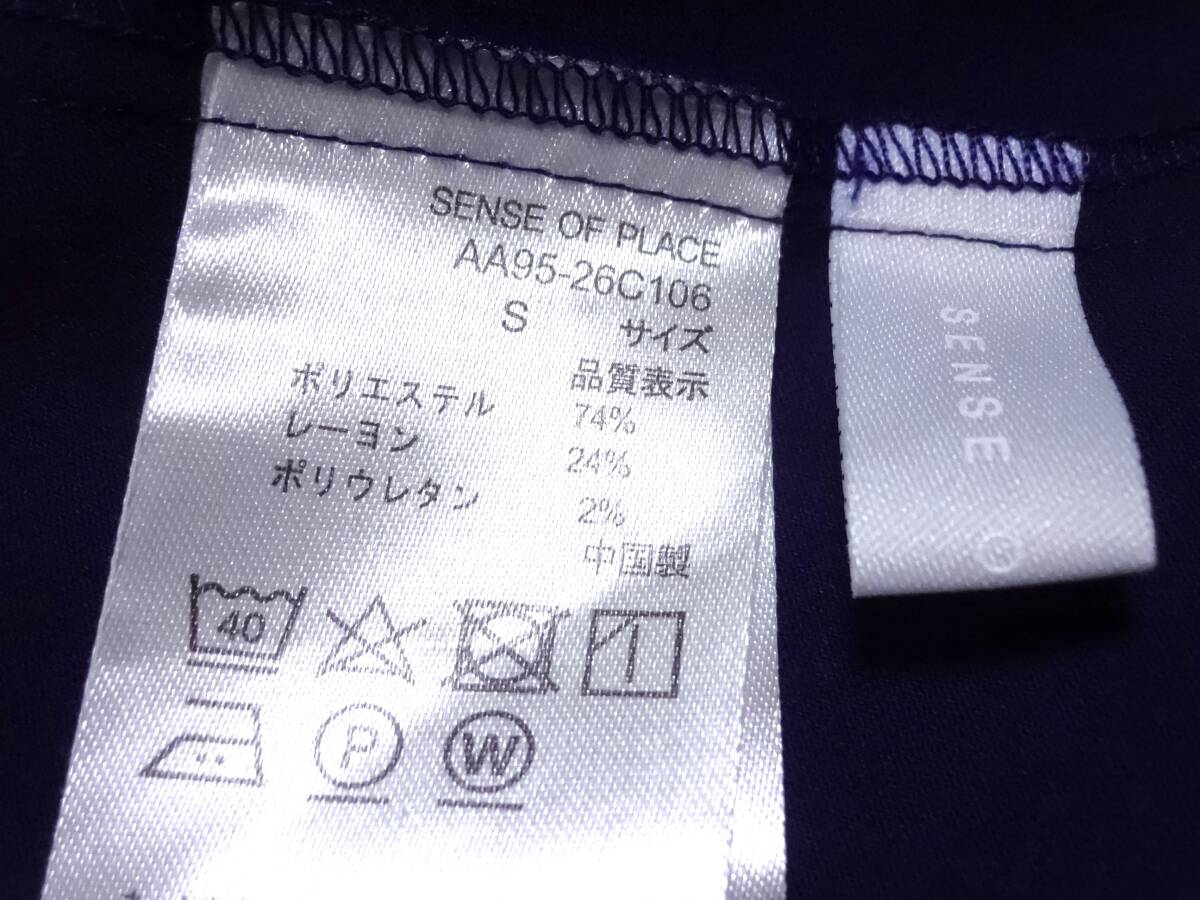 SENSE OF PLACE
AA95-26C106
S サイズ
品質表示
ポリエステル 74%
レーヨン 24%
ポリウレタン 2%
中国製
40
P
W
SENSE